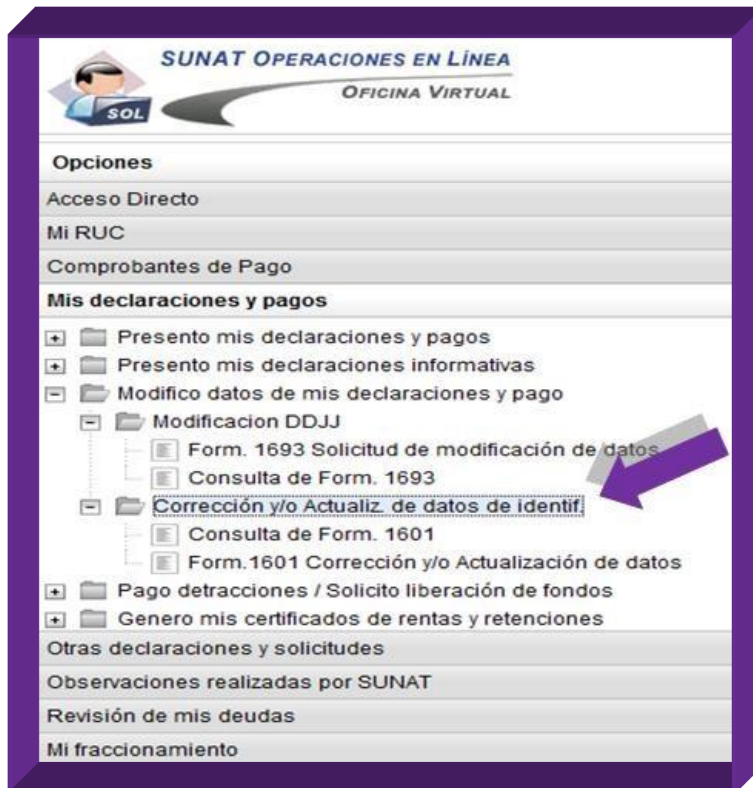 SUNAT OPERACIONES EN LÍNEA
OFICINA VIRTUAL
SOL
Opciones
Acceso Directo
Mi RUC
Comprobantes de Pago
Mis declaraciones y pagos
Presento mis declaraciones y pagos
Presento mis declaraciones informativas
Modifico datos de mis declaraciones y pago
Modificacion DDJJ
Form. 1693 Solicitud de modificación de datos
Consulta de Form. 1693
Corrección y/o Actualiz. de datos de identif.
Consulta de Form. 1601
Form.1601 Corrección y/o Actualización de datos
Pago detracciones / Solicito liberación de fondos
Genero mis certificados de rentas y retenciones
Otras declaraciones y solicitudes
Observaciones realizadas por SUNAT
Revisión de mis deudas
Mi fraccionamiento